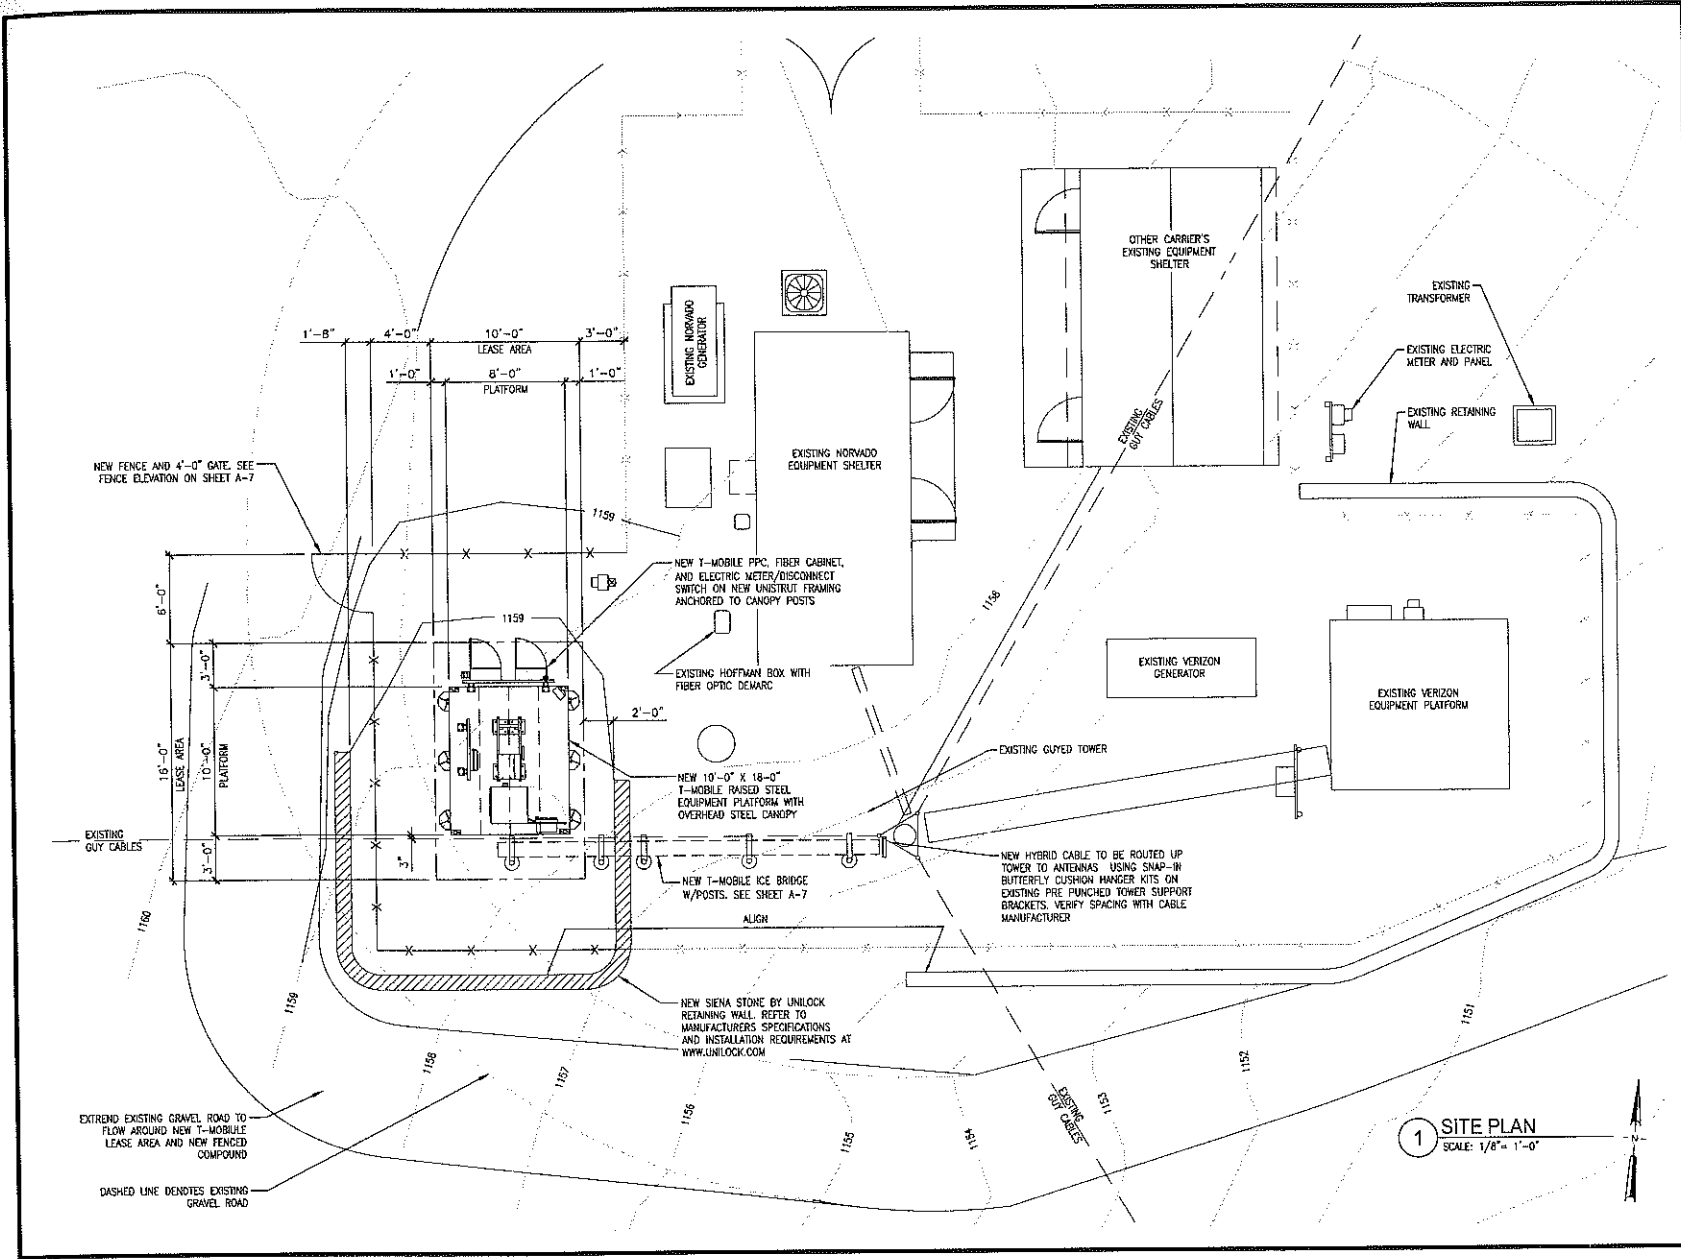 OTHER CARRIER'S
EXISTING EQUIPMENT
SHELTER
EXISTING
TRANSFORMER
EXISTING NORVADO
GENERATOR
1'-8"
4'-0"
10'-0"
3'-0"
LEASE AREA
1'-0"
8'-0"
1'-0"
PLATFORM
EXISTING ELECTRIC
METER AND PANEL
EXISTING RETAINING
WALL
EXISTING
GUY CABLES
EXISTING NORVADO
EQUIPMENT SHELTER
NEW FENCE AND 4'-0" GATE. SEE
FENCE ELEVATION ON SHEET A-7
1159
NEW T-MOBILE PPC, FIBER CABINET,
AND ELECTRIC METER/DISCONNECT
SWITCH ON NEW UNISTRUT FRAMING
ANCHORED TO CANOPY POSTS
6'-0"
1158
1159
3'-0"
EXISTING HOFFMAN BOX WITH
FIBER OPTIC DEMARC
EXISTING VERIZON
GENERATOR
EXISTING VERIZON
EQUIPMENT PLATFORM
2'-0"
16'-0"
LEASE AREA
10'-0"
PLATFORM
EXISTING GUYED TOWER
NEW 10'-0" X 18-0"
T-MOBILE RAISED STEEL
EQUIPMENT PLATFORM WITH
OVERHEAD STEEL CANOPY
EXISTING
GUY CABLES
3'-0"
3"
NEW T-MOBILE ICE BRIDGE
W/POSTS. SEE SHEET A-7
NEW HYBRID CABLE TO BE ROUTED UP
TOWER TO ANTENNAS USING SNAP-IN
BUTTERFLY CUSHION HANGER KITS ON
EXISTING PRE PUNCHED TOWER SUPPORT
BRACKETS. VERIFY SPACING WITH CABLE
MANUFACTURER
ALIGN
1160
1159
NEW SIENA STONE BY UNILOCK
RETAINING WALL. REFER TO
MANUFACTURERS SPECIFICATIONS
AND INSTALLATION REQUIREMENTS AT
WWW.UNILOCK.COM
1158
1157
1156
1155
1154
1153
1152
1151
EXISTING
GUY CABLES
EXTREND EXISTING GRAVEL ROAD TO
FLOW AROUND NEW T-MOBIULE
LEASE AREA AND NEW FENCED
COMPOUND
DASHED LINE DENOTES EXISTING
GRAVEL ROAD
1
SITE PLAN
SCALE: 1/8"= 1'-0"
N